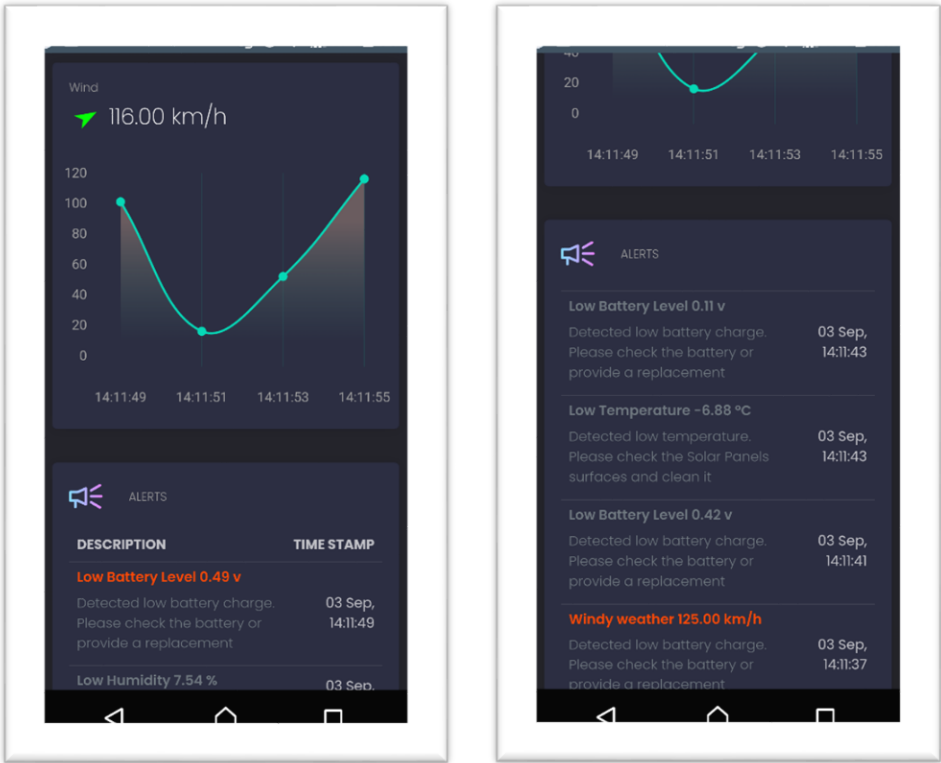 Wind
116.00 km/h
120
100
80
60
40
20
0
14:11:49 14:11:51 14:11:53 14:11:55
ALERTS
DESCRIPTION TIME STAMP
Low Battery Level 0.49 v
Detected low battery charge. 03 Sep,
Please check the battery or 14:11:49
provide a replacement
Low Humidity 7.54 %
03 Sep,
40
20
0
14:11:49 14:11:51 14:11:53 14:11:55
ALERTS
Low Battery Level 0.11 v
Detected low battery charge. 03 Sep,
Please check the battery or 14:11:43
provide a replacement
Low Temperature -6.88 °C
Detected low temperature. 03 Sep,
Please check the Solar Panels 14:11:43
surfaces and clean it
Low Battery Level 0.42 v
Detected low battery charge. 03 Sep,
Please check the battery or 14:11:41
provide a replacement
Windy weather 125.00 km/h
Detected low battery charge. 03 Sep,
Please check the battery or 14:11:37
provide a replacement